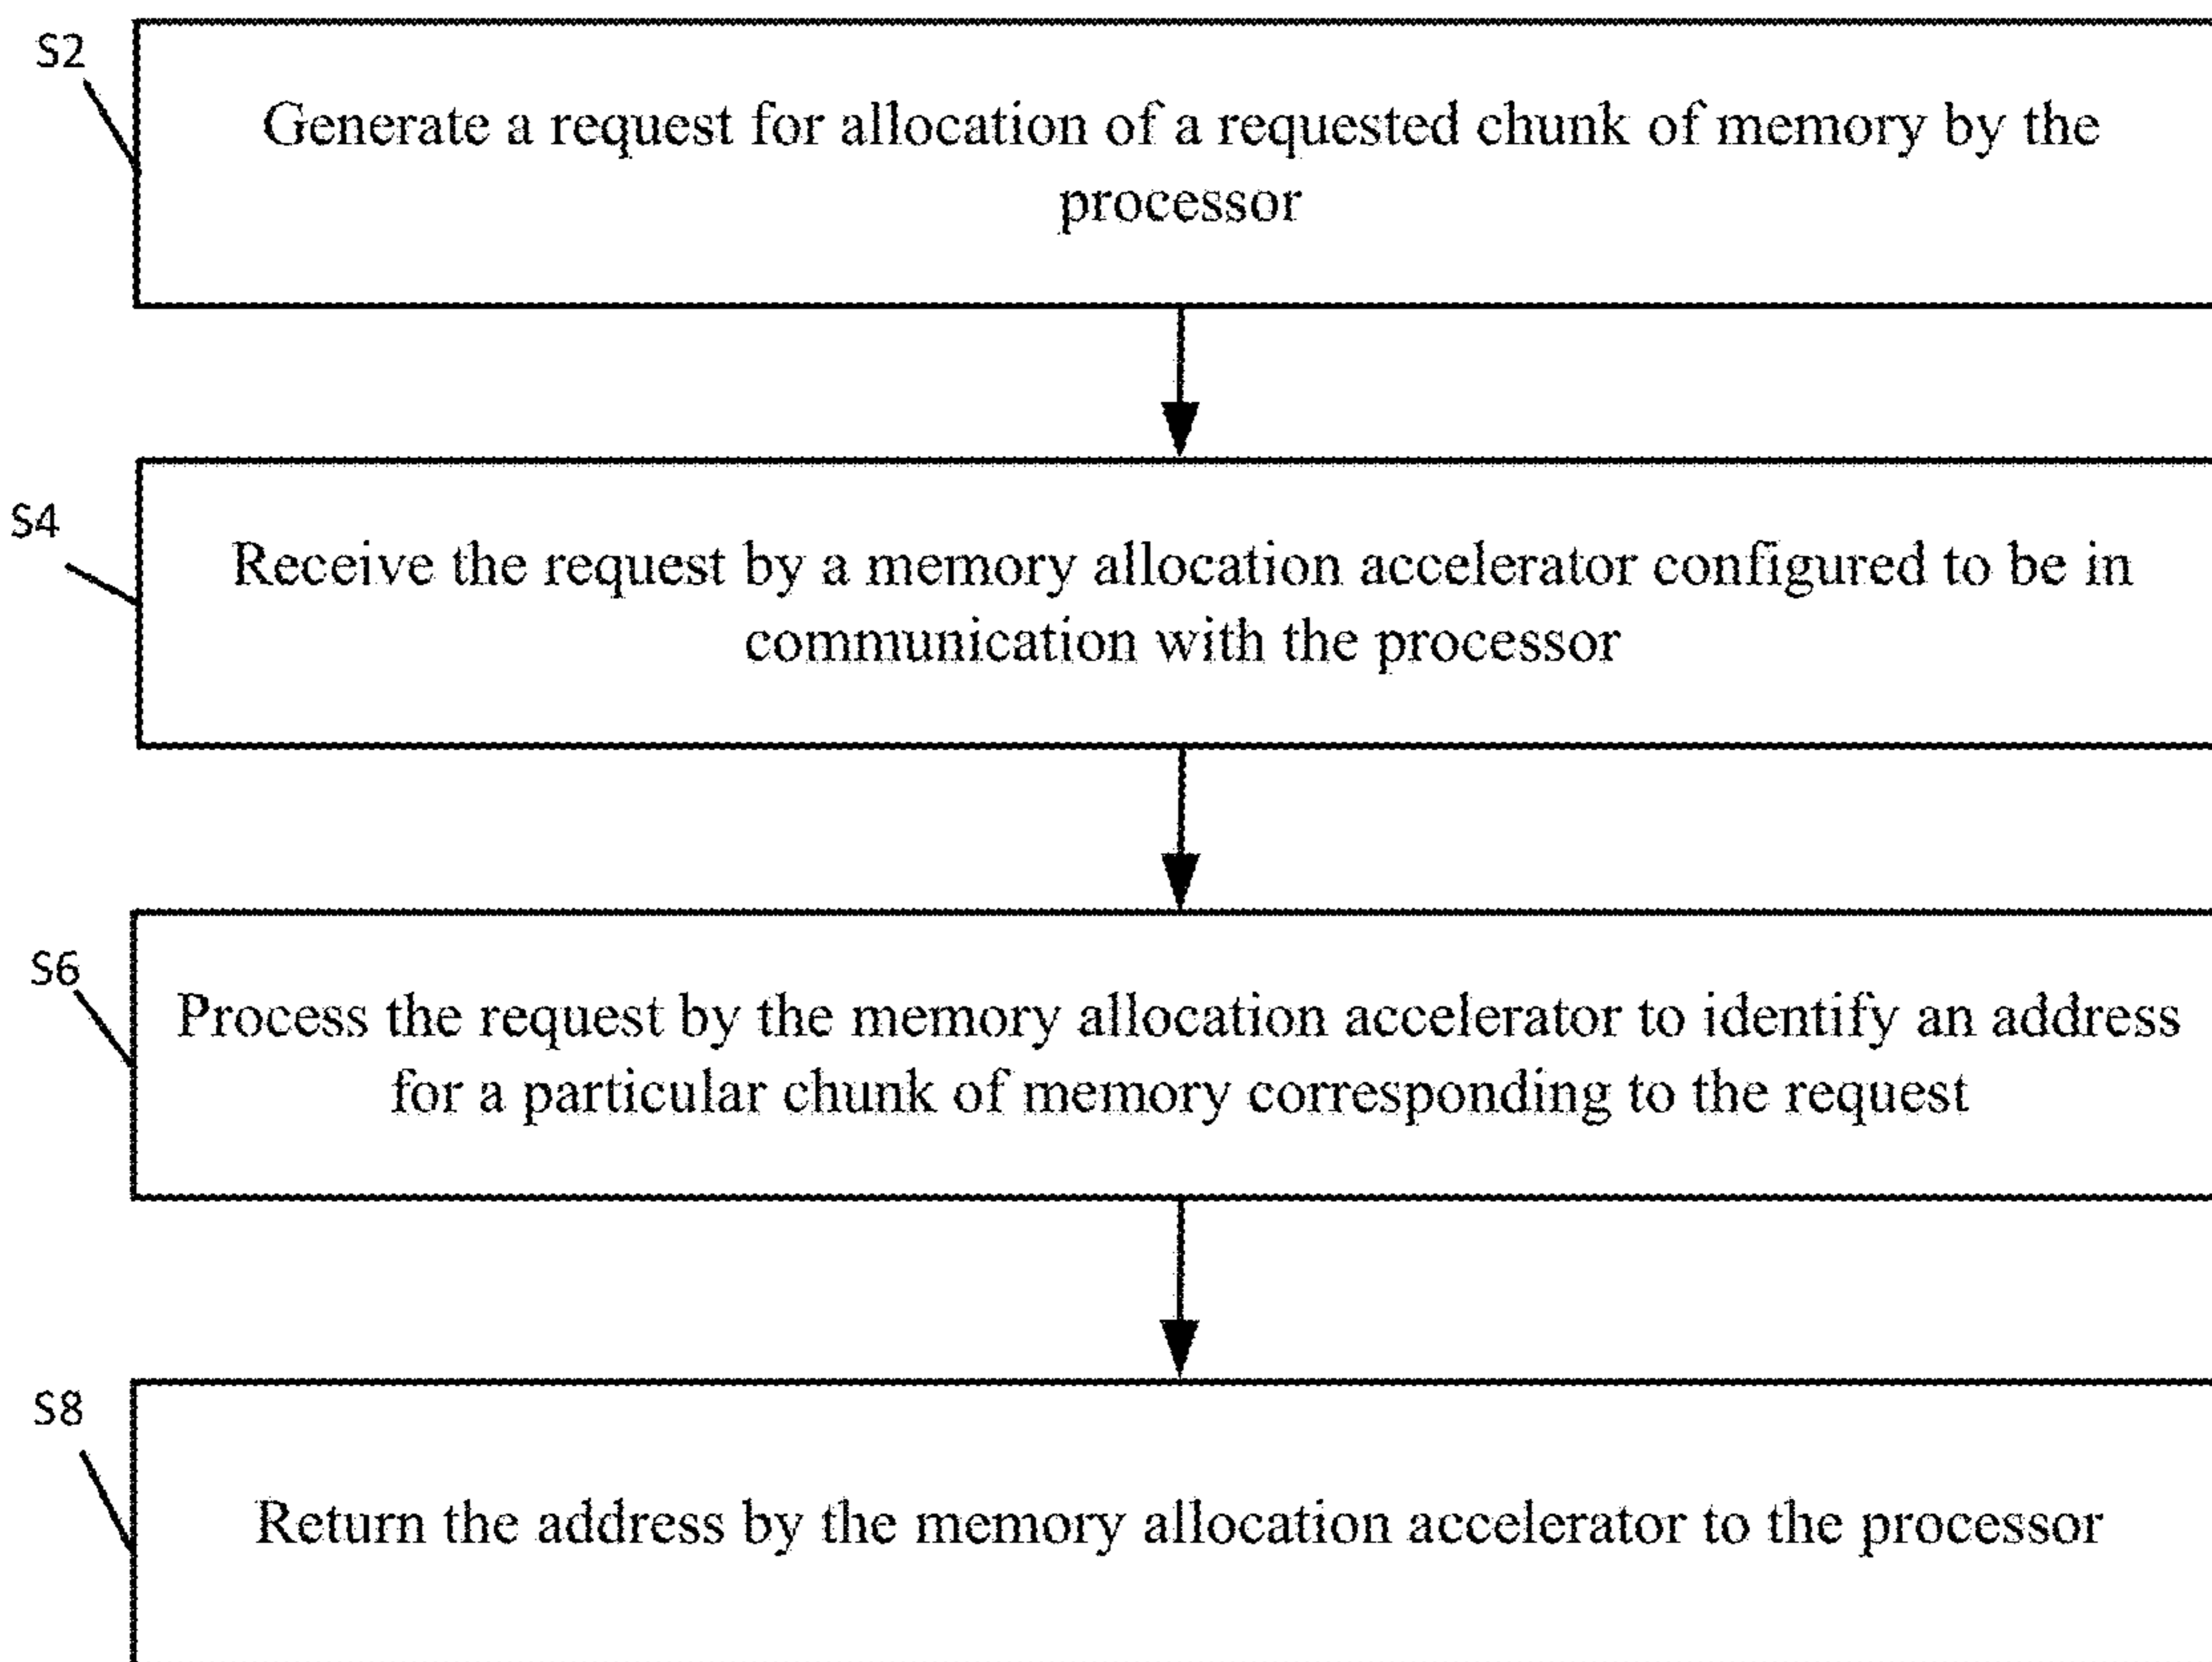 S2
Generate a request for allocation of a requested chunk of memory by the
processor
S4
Receive the request by a memory allocation accelerator configured to be in
communication with the processor
S6
Process the request by the memory allocation accelerator to identify an address
for a particular chunk of memory corresponding to the request
S8
Return the address by the memory allocation accelerator to the processor